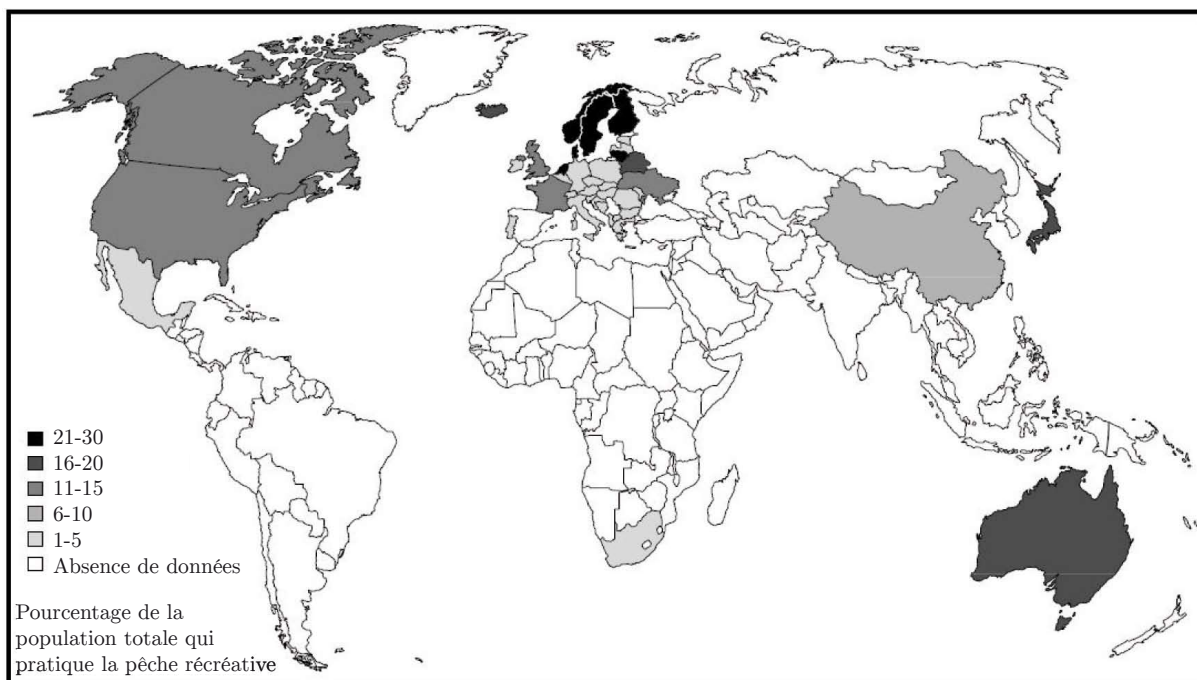 21-30
16-20
11-15
6-10
1-5
Absence de données
Pourcentage de la
population totale qui
pratique la pêche récréative